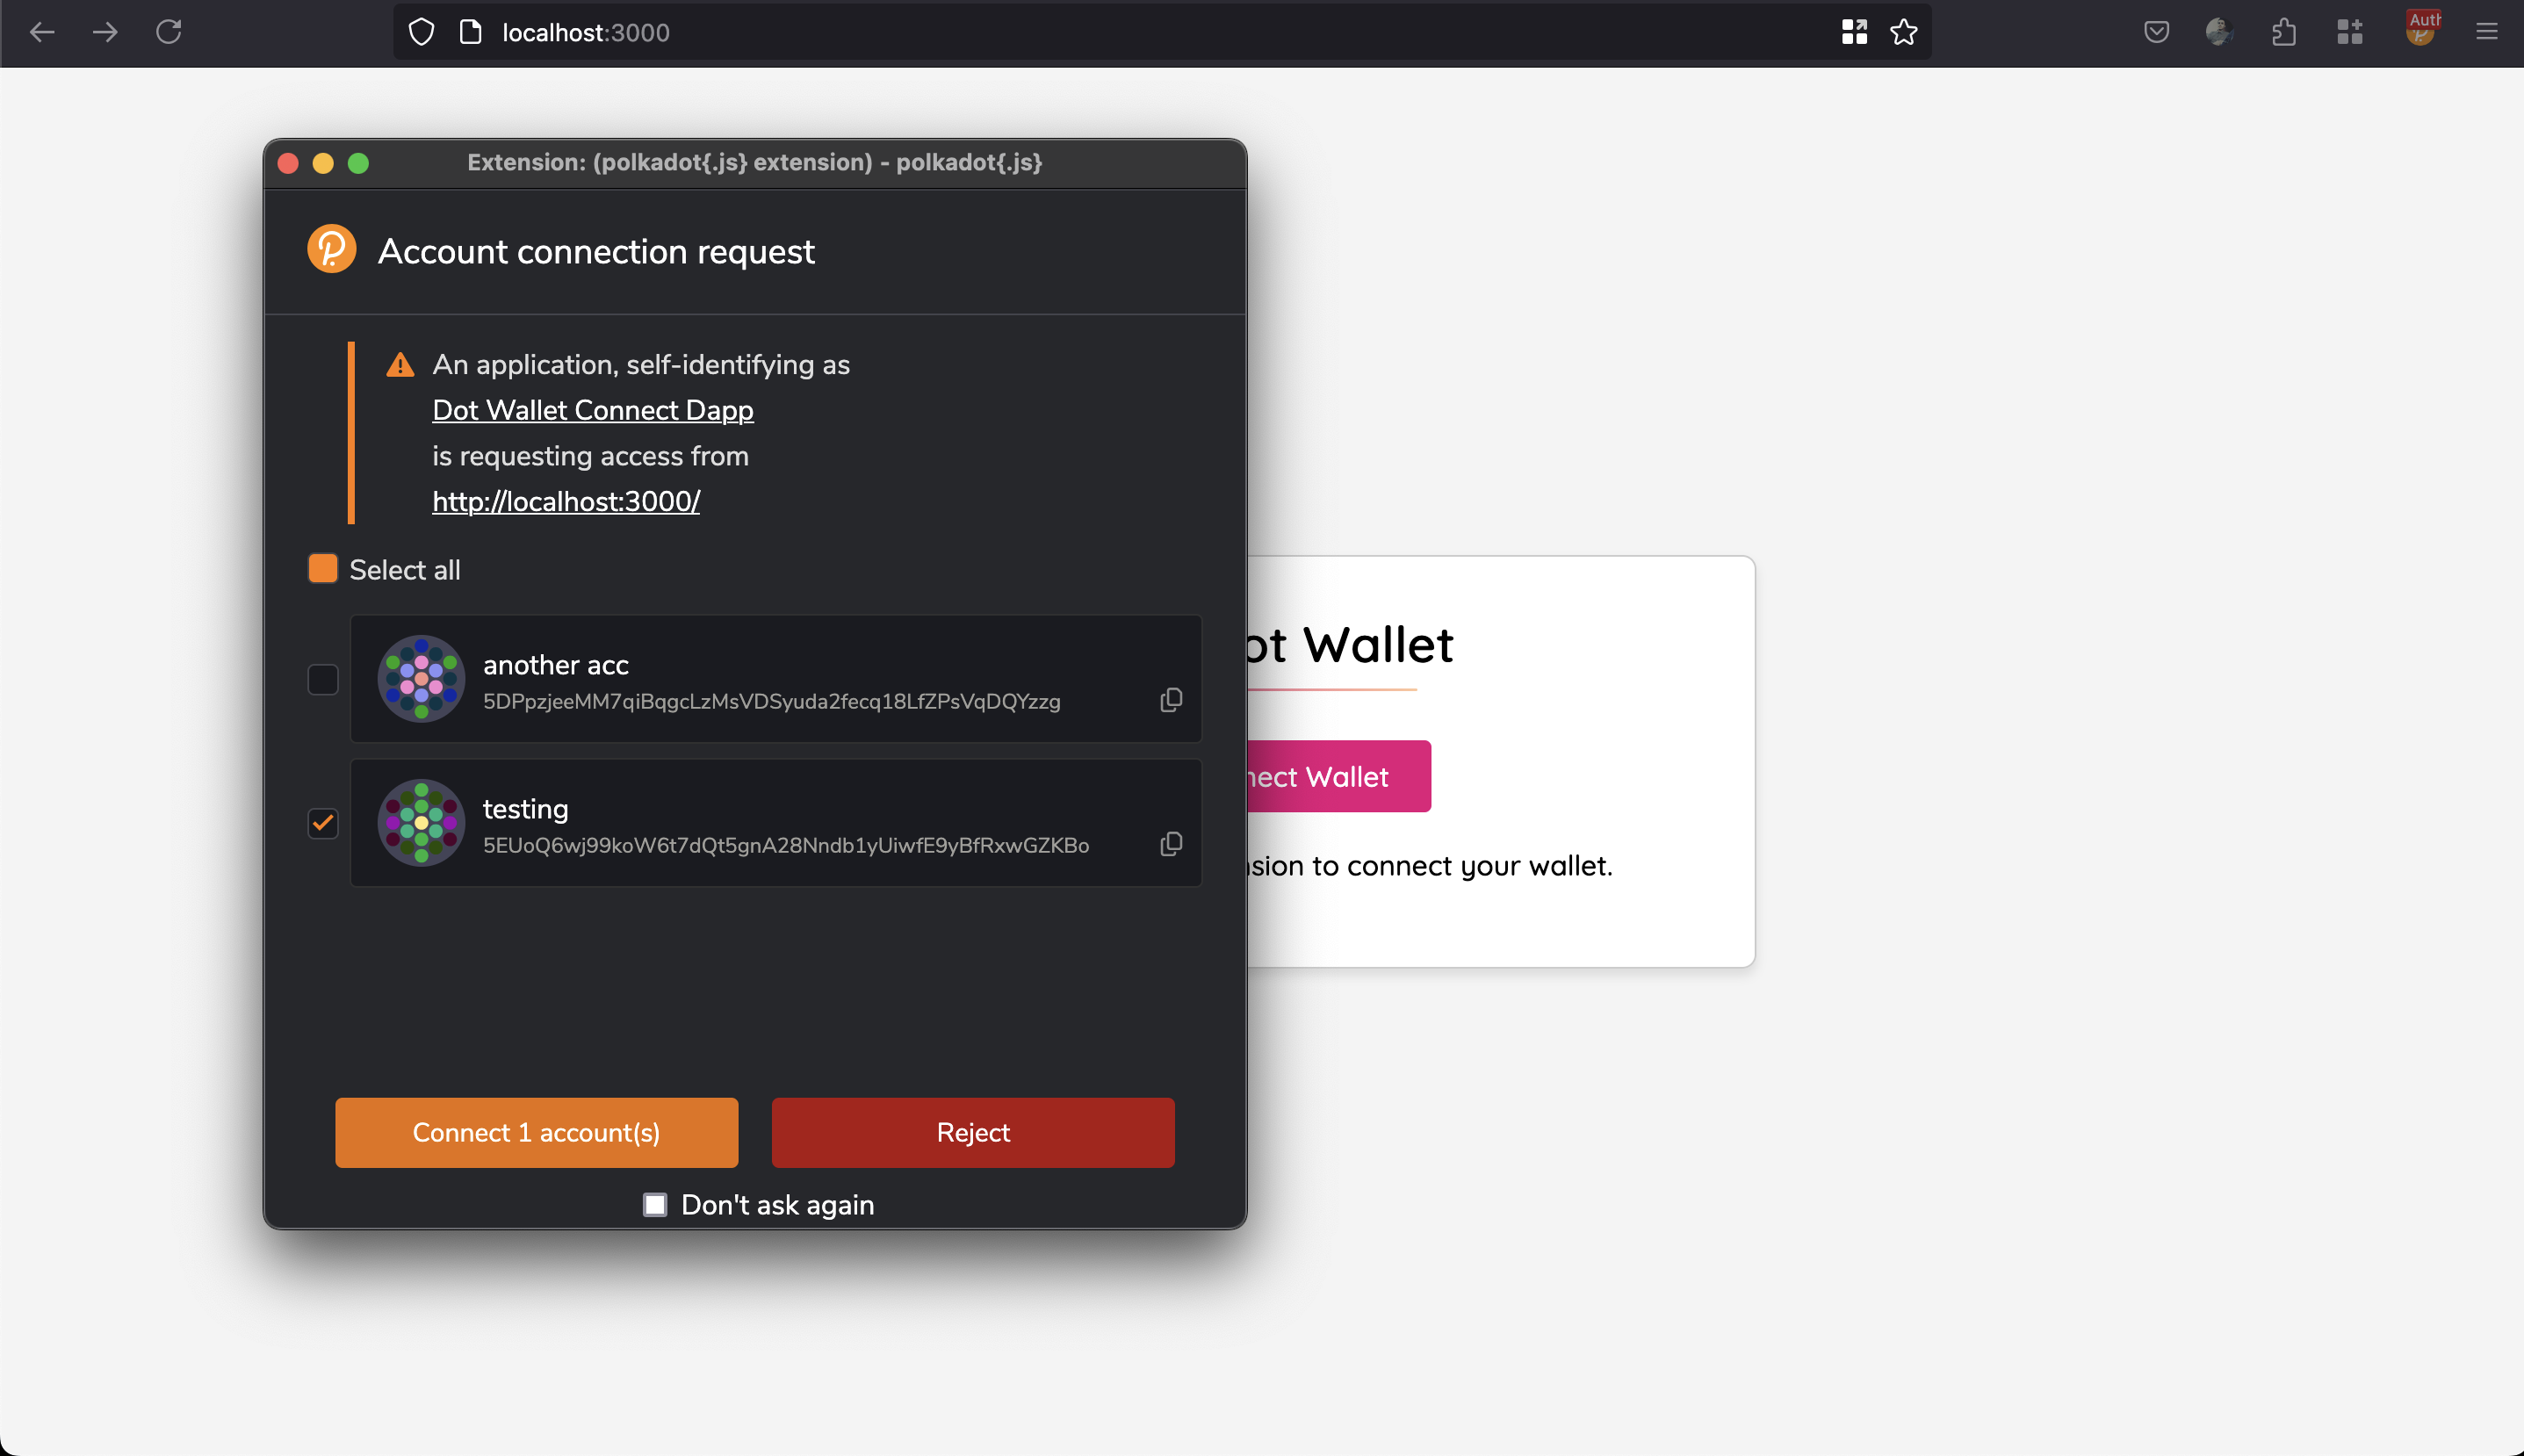 localhost:3000
Auth
Extension: (polkadot{.js} extension) - polkadot{.js}
Account connection request
An application, self-identifying as
Dot Wallet Connect Dapp
is requesting access from
http://localhost:3000/
Select all
another acc
5DPpzjeeMM7qiBqgcLzMsVDSyuda2fecq18LfZPsVqDQYzzg
testing
5EUoQ6wj99koW6t7dQt5gnA28Nndb1yUiwfE9yBfRxwGZKBo
Connect 1 account(s)
Reject
Don't ask again
ot Wallet
nect Wallet
nsion to connect your wallet.